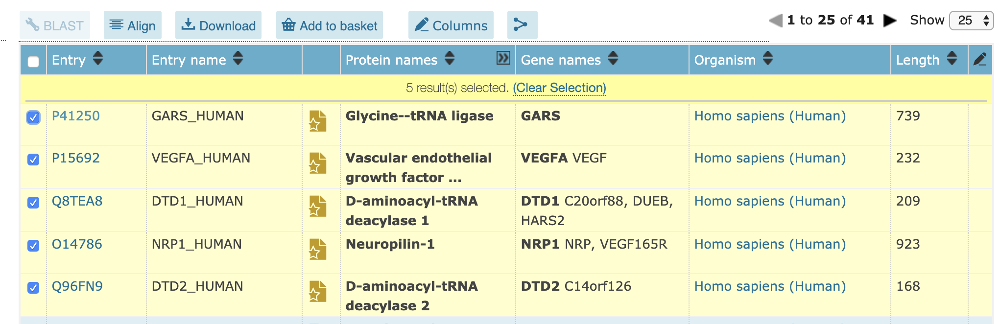 BLAST Align Download Add to basket Columns 1 to 25 of 41 Show 25
Entry Entry name Protein names Gene names Organism Length
5 result(s) selected. (Clear Selection)
P41250 GARS_HUMAN Glycine--tRNA ligase GARS Homo sapiens (Human) 739
P15692 VEGFA_HUMAN Vascular endothelial VEGFA VEGF Homo sapiens (Human) 232
growth factor ...
Q8TEA8 DTD1_HUMAN D-aminoacyl-tRNA DTD1 C20orf88, DUEB, Homo sapiens (Human) 209
deacylase 1 HARS2
O14786 NRP1_HUMAN Neuropilin-1 NRP1 NRP, VEGF165R Homo sapiens (Human) 923
Q96FN9 DTD2_HUMAN D-aminoacyl-tRNA DTD2 C14orf126 Homo sapiens (Human) 168
deacylase 2